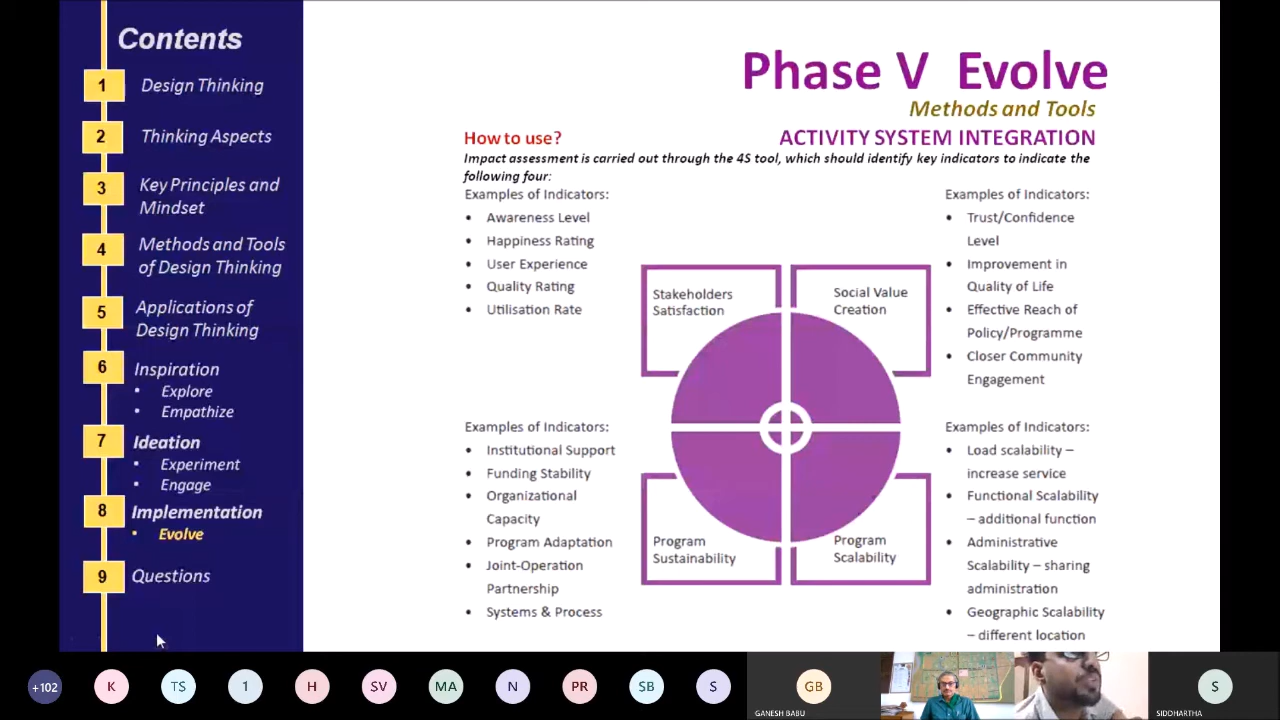 Contents
1
Design Thinking
2
Thinking Aspects
3
Key Principles and
Mindset
4
Methods and Tools
of Design Thinking
5
Applications of
Design Thinking
6
Inspiration
• Explore
• Empathize
7
Ideation
• Experiment
• Engage
8
Implementation
• Evolve
9
Questions
Phase V Evolve
Methods and Tools
How to use?
ACTIVITY SYSTEM INTEGRATION
Impact assessment is carried out through the 4S tool, which should identify key indicators to indicate the
following four:
Examples of Indicators:
• Awareness Level
• Happiness Rating
• User Experience
• Quality Rating
• Utilisation Rate
Stakeholders
Satisfaction
Social Value
Creation
Examples of Indicators:
• Trust/Confidence
Level
• Improvement in
Quality of Life
• Effective Reach of
Policy/Programme
• Closer Community
Engagement
Examples of Indicators:
• Institutional Support
• Funding Stability
• Organizational
Capacity
• Program Adaptation
• Joint-Operation
Partnership
• Systems & Process
Program
Sustainability
Program
Scalability
Examples of Indicators:
• Load scalability –
increase service
• Functional Scalability
– additional function
• Administrative
Scalability – sharing
administration
• Geographic Scalability
– different location
+102
K
TS
1
H
SV
MA
N
PR
SB
S
GB
GANESH BABU
S
SIDDHARTHA